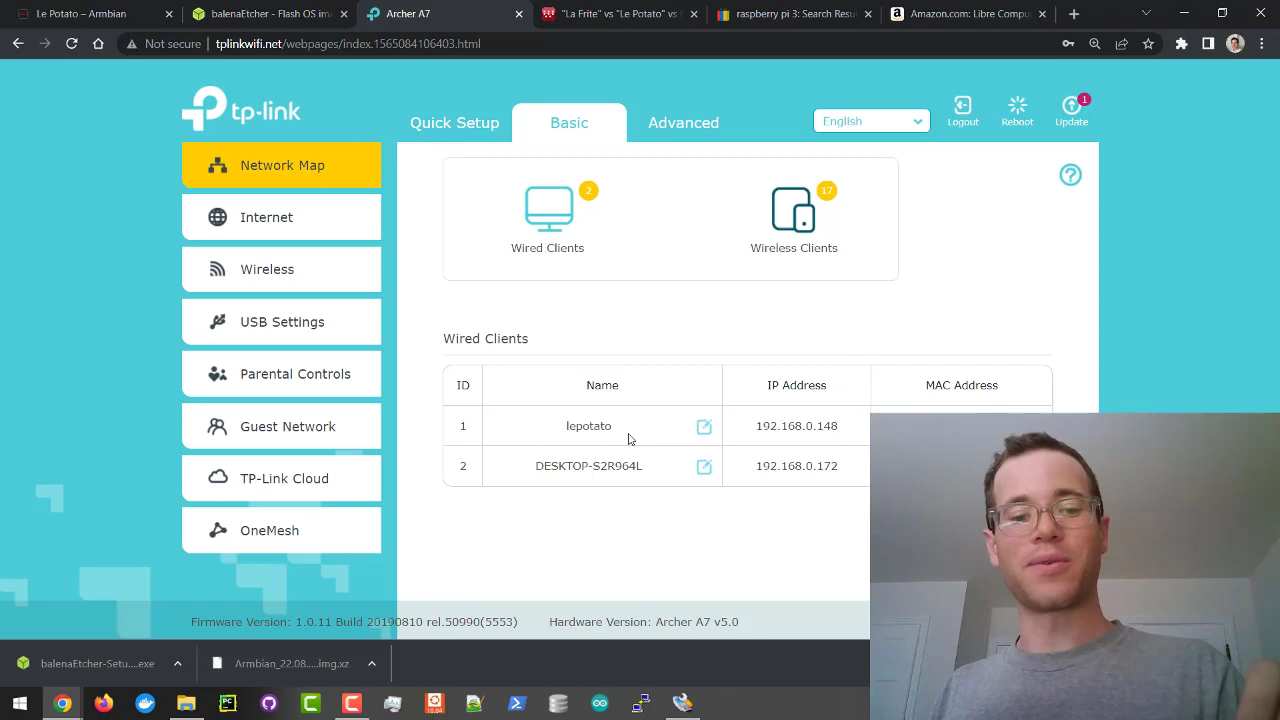 Le Potato – Armbian
balenaEtcher - Flash OS im
Archer A7
"La Frite" vs "Le Potato" vs
raspberry pi 3: Search Resu
Amazon.com: Libre Compu
Not secure
tplinkwifi.net/webpages/index.1565084106403.html
tp-link
Quick Setup
Basic
Advanced
English
Logout
Reboot
Update
1
Network Map
Internet
Wireless
USB Settings
Parental Controls
Guest Network
TP-Link Cloud
OneMesh
2
Wired Clients
17
Wireless Clients
Wired Clients
ID Name IP Address MAC Address
1 lepotato 192.168.0.148
2 DESKTOP-S2R964L 192.168.0.172
Firmware Version: 1.0.11 Build 20190810 rel.50990(5553)
Hardware Version: Archer A7 v5.0
balenaEtcher-Setu....exe
Armbian_22.08.....img.xz
PC
18.04